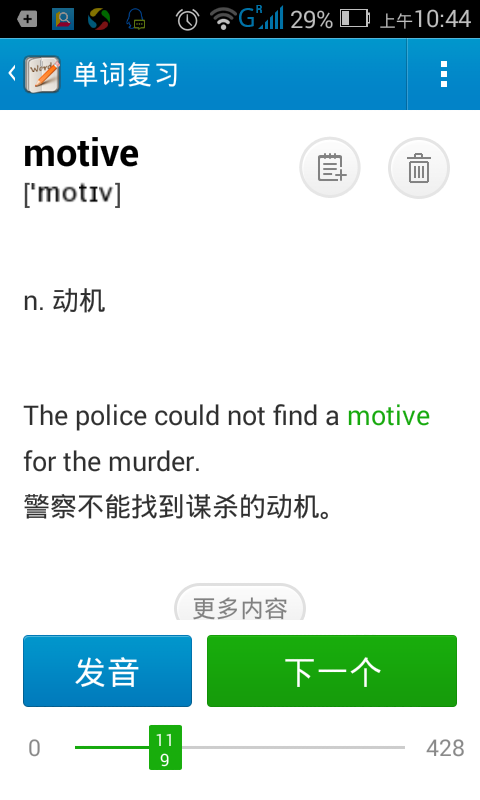 29% 上午10:44
单词复习
motive
['motɪv]
n. 动机
The police could not find a motive
for the murder.
警察不能找到谋杀的动机。
更多内容
发音 下一个
0 119 428